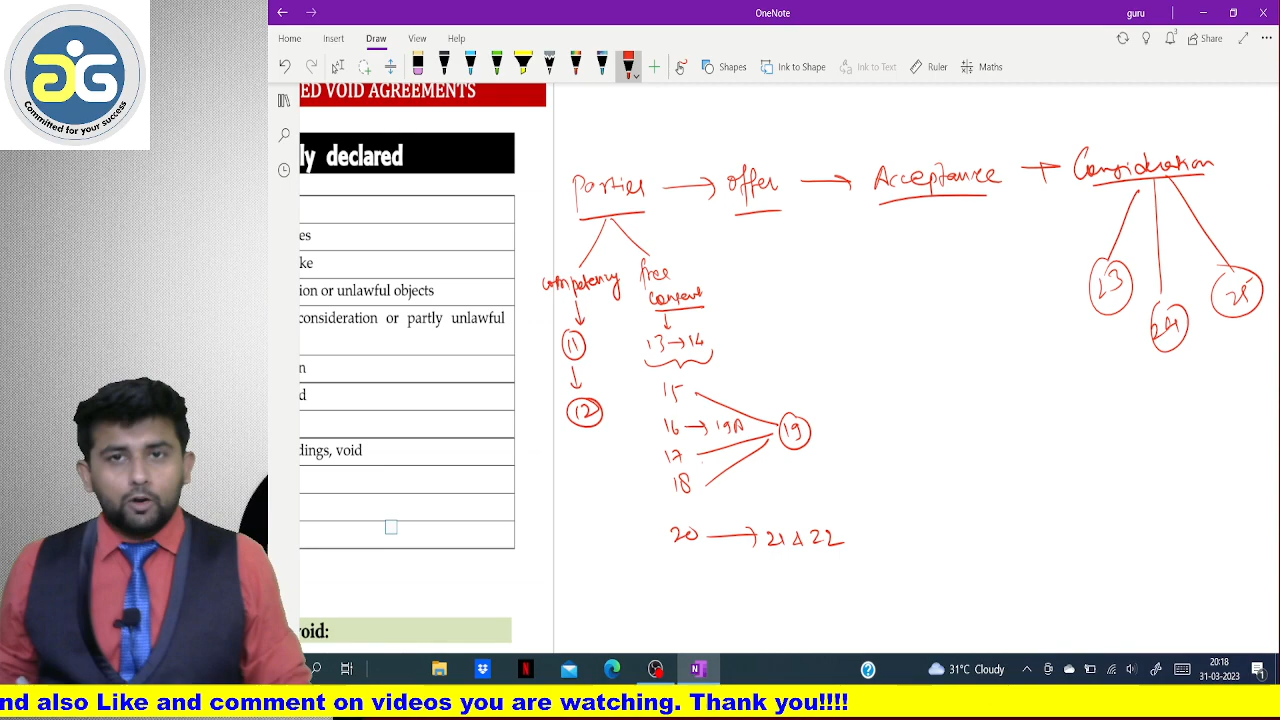 OneNote
guru
Home Insert Draw View Help
Share
Shapes
Ink to Shape
Ink to Text
Ruler
Maths
GG
Committed for your success
ED VOID AGREEMENTS
ly declared
es
ke
ion or unlawful objects
consideration or partly unlawful
n
d
dings, void
void:
Parties → Offer → Acceptance → Consideration
competency
free
consent
11
12
13 → 14
15
16 → 19A
17
18
19
20 → 21 & 22
23
24
25
31°C Cloudy
20:18
31-03-2023
nd also Like and comment on videos you are watching. Thank you!!!!